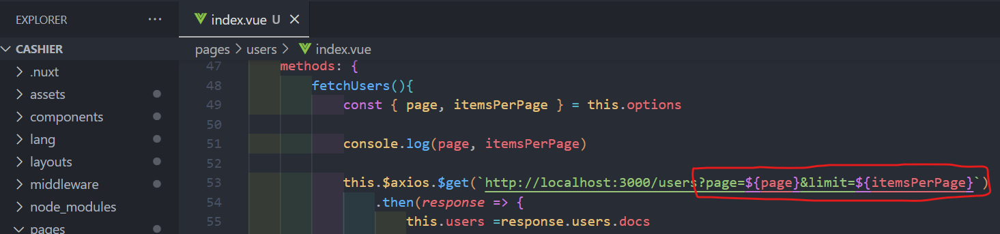 EXPLORER ...
index.vue U ×
CASHIER
pages > users > index.vue
.nuxt
assets
components
lang
layouts
middleware
node_modules
pages
47 methods: {
48 fetchUsers(){
49 const { page, itemsPerPage } = this.options
50
51 console.log(page, itemsPerPage)
52
53 this.$axios.$get(`http://localhost:3000/users?page=${page}&limit=${itemsPerPage}`)
54 .then(response => {
55 this.users =response.users.docs